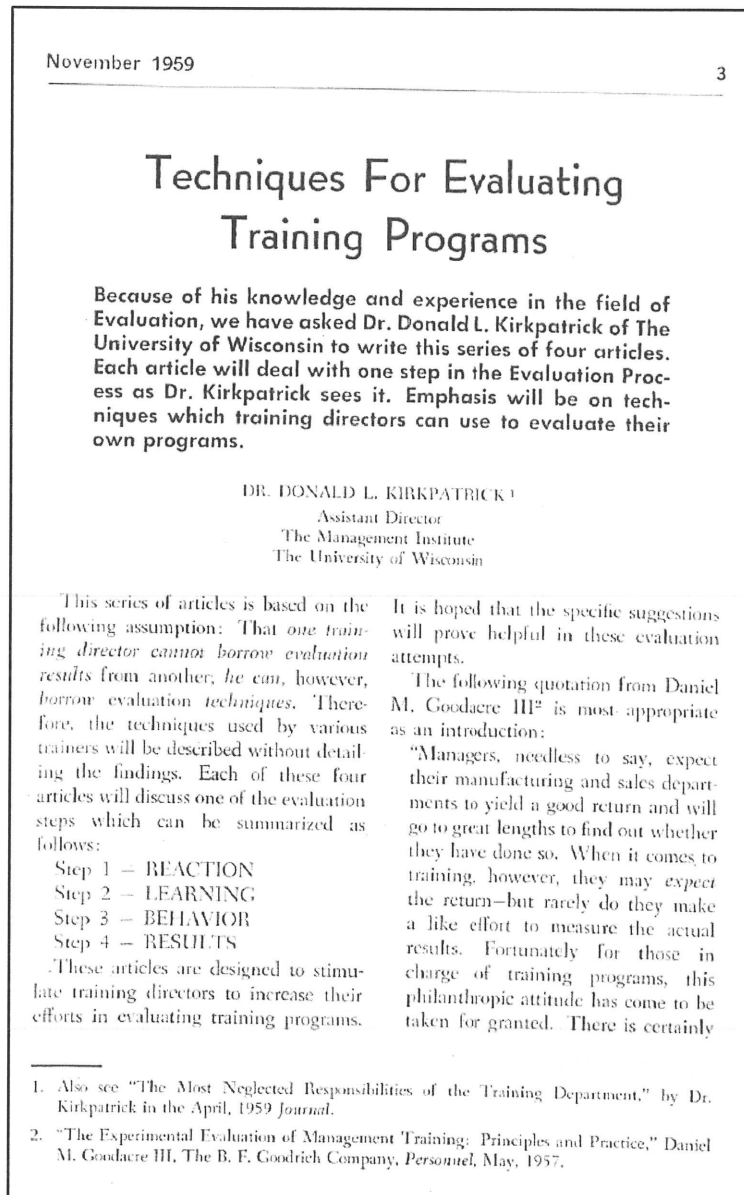 November 1959
3
Techniques For Evaluating
Training Programs
Because of his knowledge and experience in the field of
Evaluation, we have asked Dr. Donald L. Kirkpatrick of The
University of Wisconsin to write this series of four articles.
Each article will deal with one step in the Evaluation Proc-
ess as Dr. Kirkpatrick sees it. Emphasis will be on tech-
niques which training directors can use to evaluate their
own programs.
DR. DONALD L. KIRKPATRICK ¹
Assistant Director
The Management Institute
The University of Wisconsin
This series of articles is based on the
following assumption: That one train-
ing director cannot borrow evaluation
results from another; he can, however,
borrow evaluation techniques. There-
fore, the techniques used by various
trainers will be described without detail-
ing the findings. Each of these four
articles will discuss one of the evaluation
steps which can be summarized as
follows:
Step 1 – REACTION
Step 2 – LEARNING
Step 3 – BEHAVIOR
Step 4 – RESULTS
These articles are designed to stimu-
late training directors to increase their
efforts in evaluating training programs.
It is hoped that the specific suggestions
will prove helpful in these evaluation
attempts.
The following quotation from Daniel
M. Goodacre III² is most appropriate
as an introduction:
"Managers, needless to say, expect
their manufacturing and sales depart-
ments to yield a good return and will
go to great lengths to find out whether
they have done so. When it comes to
training, however, they may expect
the return—but rarely do they make
a like effort to measure the actual
results. Fortunately for those in
charge of training programs, this
philanthropic attitude has come to be
taken for granted. There is certainly
1. Also see "The Most Neglected Responsibilities of the Training Department," by Dr.
Kirkpatrick in the April, 1959 Journal.
2. "The Experimental Evaluation of Management Training: Principles and Practice," Daniel
M. Goodacre III, The B. F. Goodrich Company, Personnel, May, 1957.